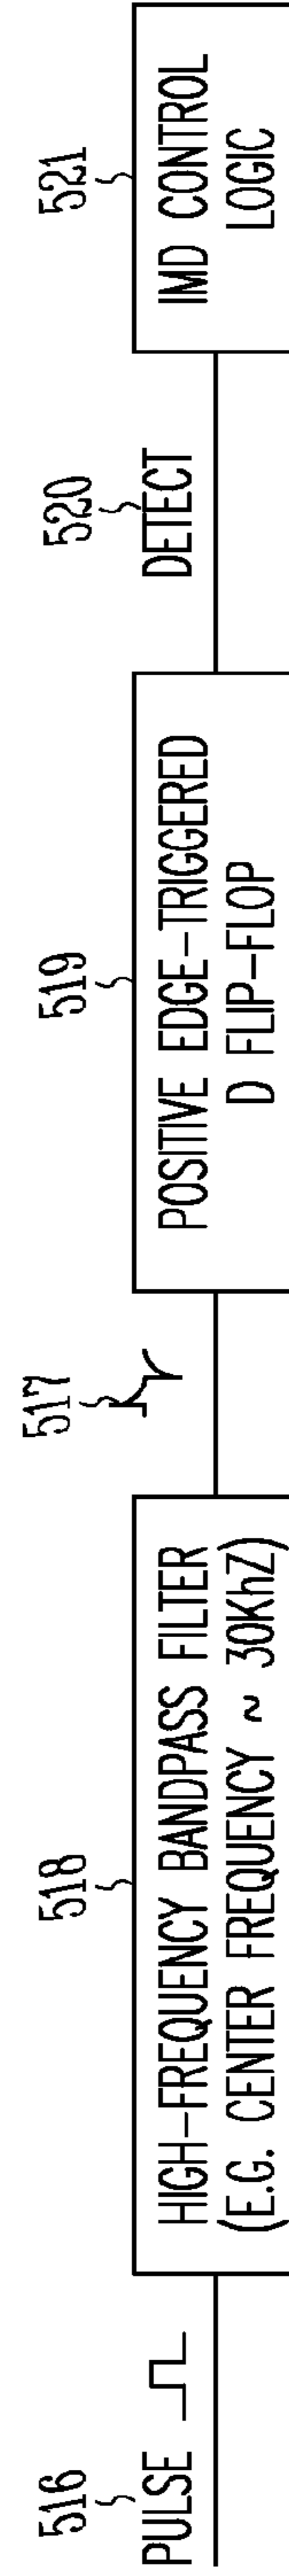 516
PULSE
518
HIGH-FREQUENCY BANDPASS FILTER
(E.G. CENTER FREQUENCY ~ 30KhZ)
517
519
POSITIVE EDGE-TRIGGERED
D FLIP-FLOP
520
DETECT
521
IMD CONTROL
LOGIC